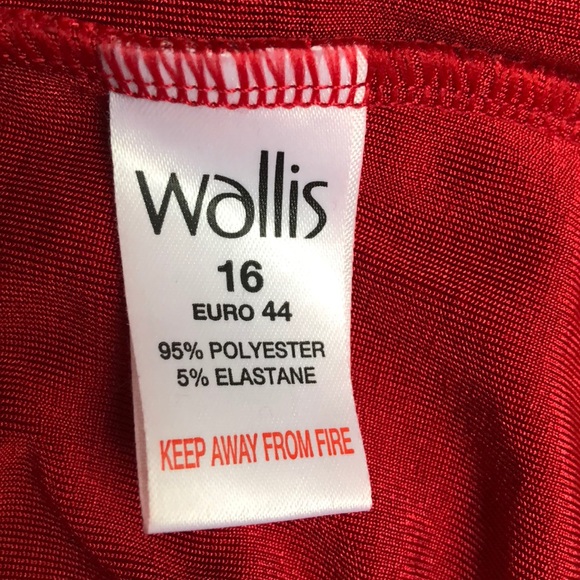 Wallis
16
EURO 44
95% POLYESTER
5% ELASTANE
KEEP AWAY FROM FIRE